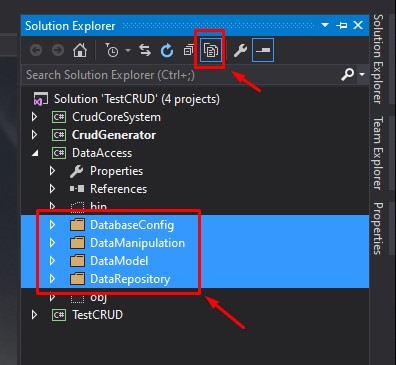 Solution Explorer
Search Solution Explorer (Ctrl+;)
Solution 'TestCRUD' (4 projects)
C# CrudCoreSystem
C# CrudGenerator
C# DataAccess
Properties
References
bin
DatabaseConfig
DataManipulation
DataModel
DataRepository
obj
C# TestCRUD
Solution Explorer
Team Explorer
Properties